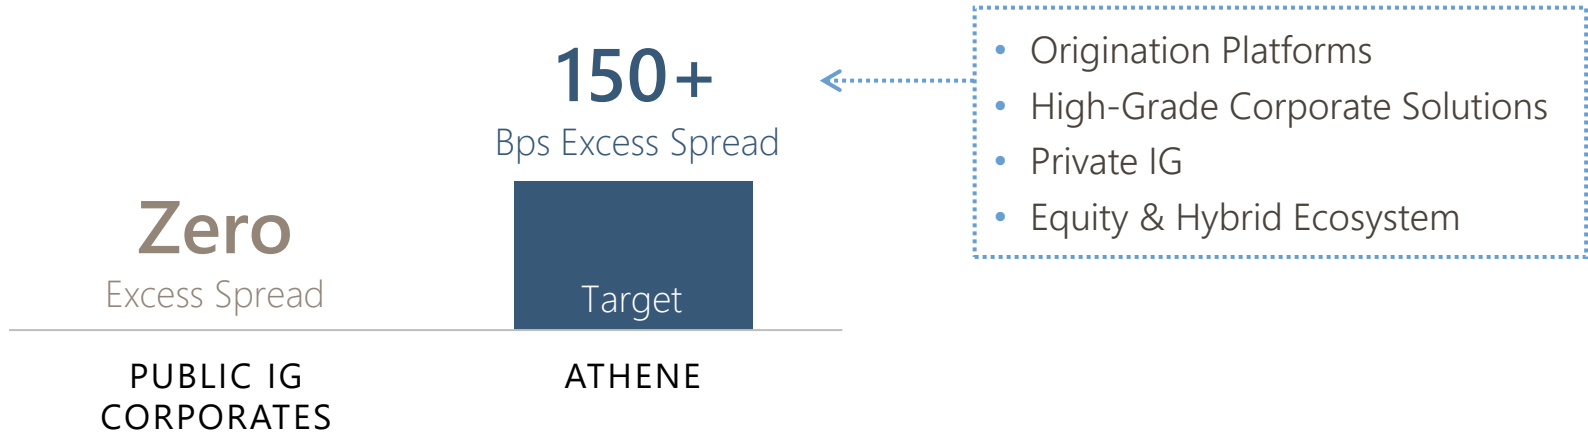 Zero
Excess Spread
PUBLIC IG
CORPORATES
150+
Bps Excess Spread
Target
ATHENE
• Origination Platforms
• High-Grade Corporate Solutions
• Private IG
• Equity & Hybrid Ecosystem